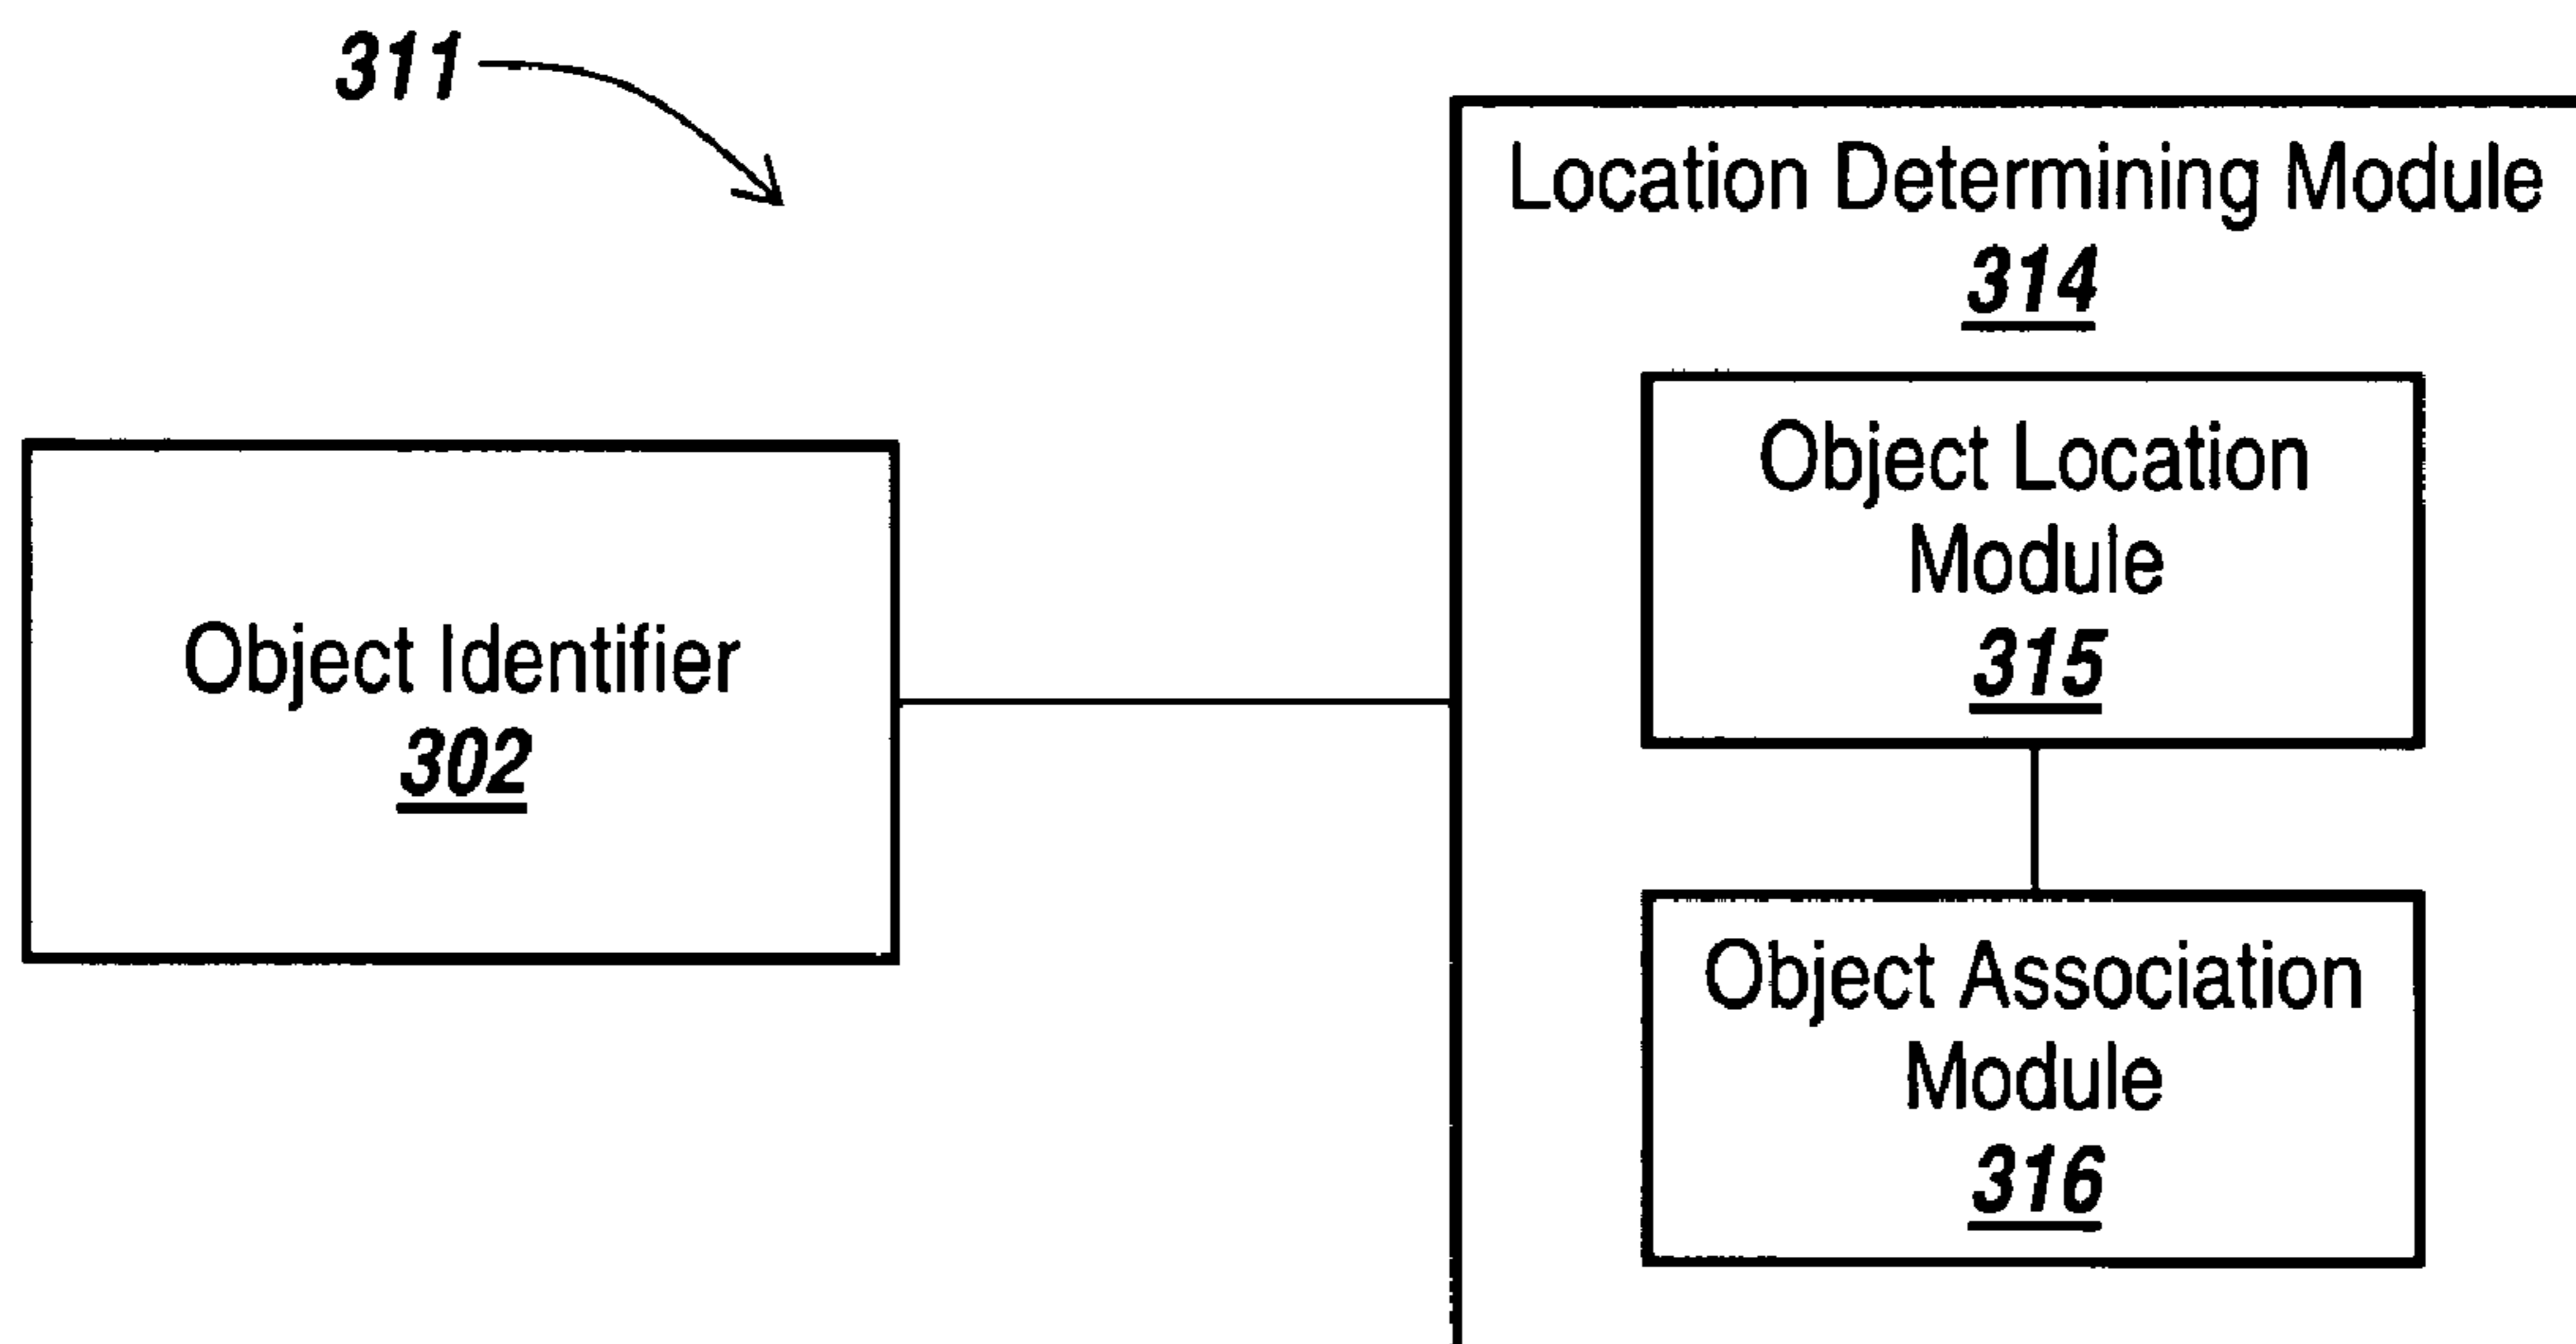 311
Location Determining Module
314
Object Location
Module
315
Object Identifier
302
Object Association
Module
316